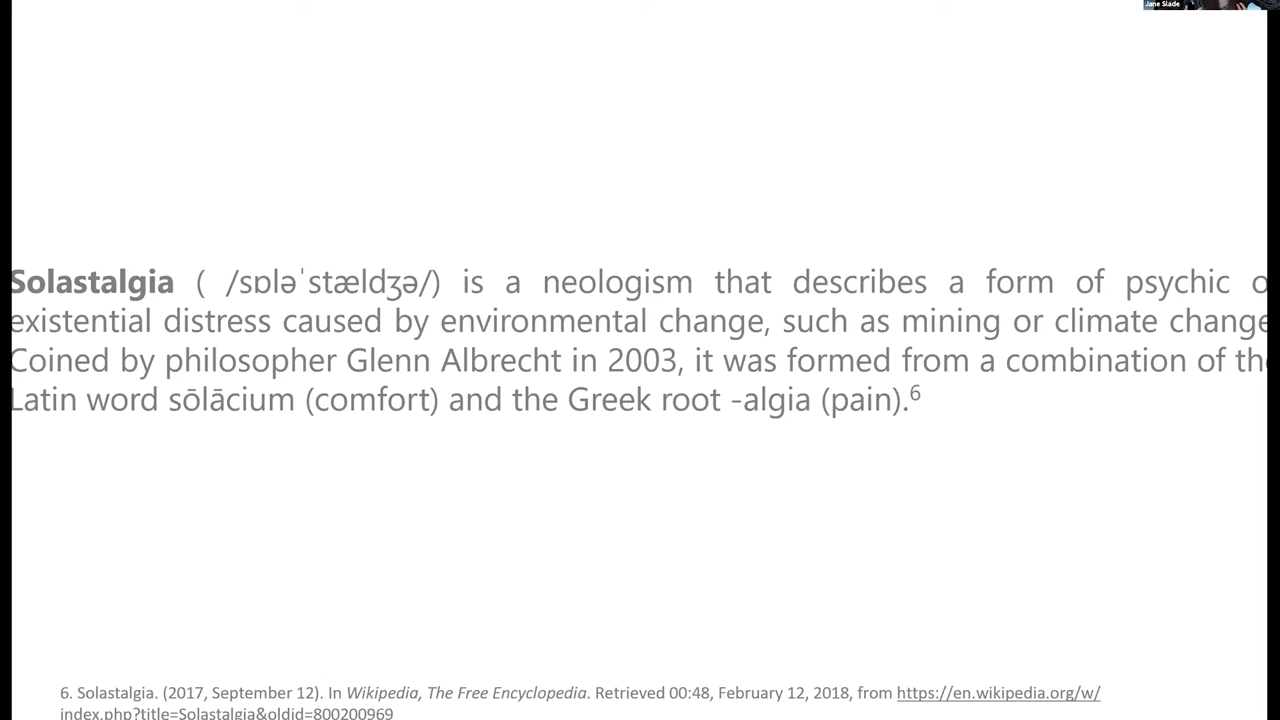 Jane Slade
Solastalgia ( /sɒləˈstældʒə/) is a neologism that describes a form of psychic o
existential distress caused by environmental change, such as mining or climate change
Coined by philosopher Glenn Albrecht in 2003, it was formed from a combination of the
Latin word sōlācium (comfort) and the Greek root -algia (pain).⁶
6. Solastalgia. (2017, September 12). In Wikipedia, The Free Encyclopedia. Retrieved 00:48, February 12, 2018, from https://en.wikipedia.org/w/
index.php?title=Solastalgia&oldid=800200969